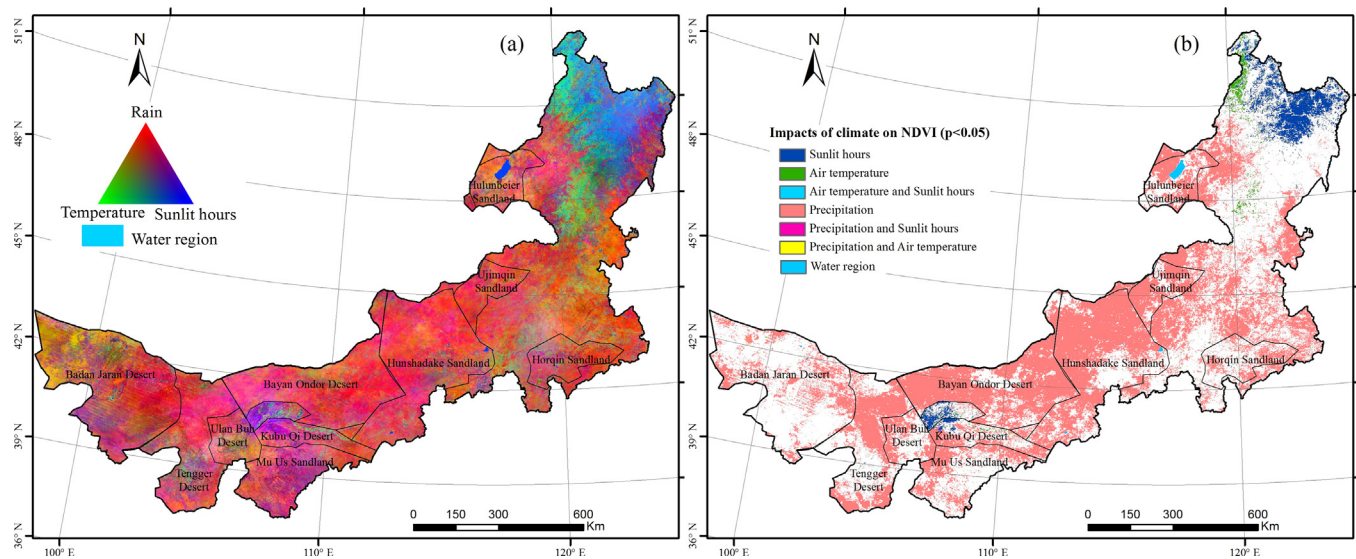 (a)
N
Rain
Temperature
Sunlit hours
Water region
Hulunbeier
Sandland
Ujimqin
Sandland
Horqin Sandland
Hunshadake Sandland
Bayan Ondor Desert
Badan Jaran Desert
Ulan Buh
Desert
Kubu Qi Desert
Mu Us Sandland
Tengger
Desert
51° N
48° N
45° N
42° N
39° N
36° N
0 150 300 600
Km
100° E
110° E
120° E
(b)
N
Impacts of climate on NDVI (p<0.05)
Sunlit hours
Air temperature
Air temperature and Sunlit hours
Precipitation
Precipitation and Sunlit hours
Precipitation and Air temperature
Water region
Hulunbeier
Sandland
Ujimqin
Sandland
Horqin Sandland
Hunshadake Sandland
Bayan Ondor Desert
Badan Jaran Desert
Ulan Buh
Desert
Kubu Qi Desert
Mu Us Sandland
Tengger
Desert
51° N
48° N
45° N
42° N
39° N
36° N
0 150 300 600
Km
100° E
110° E
120° E